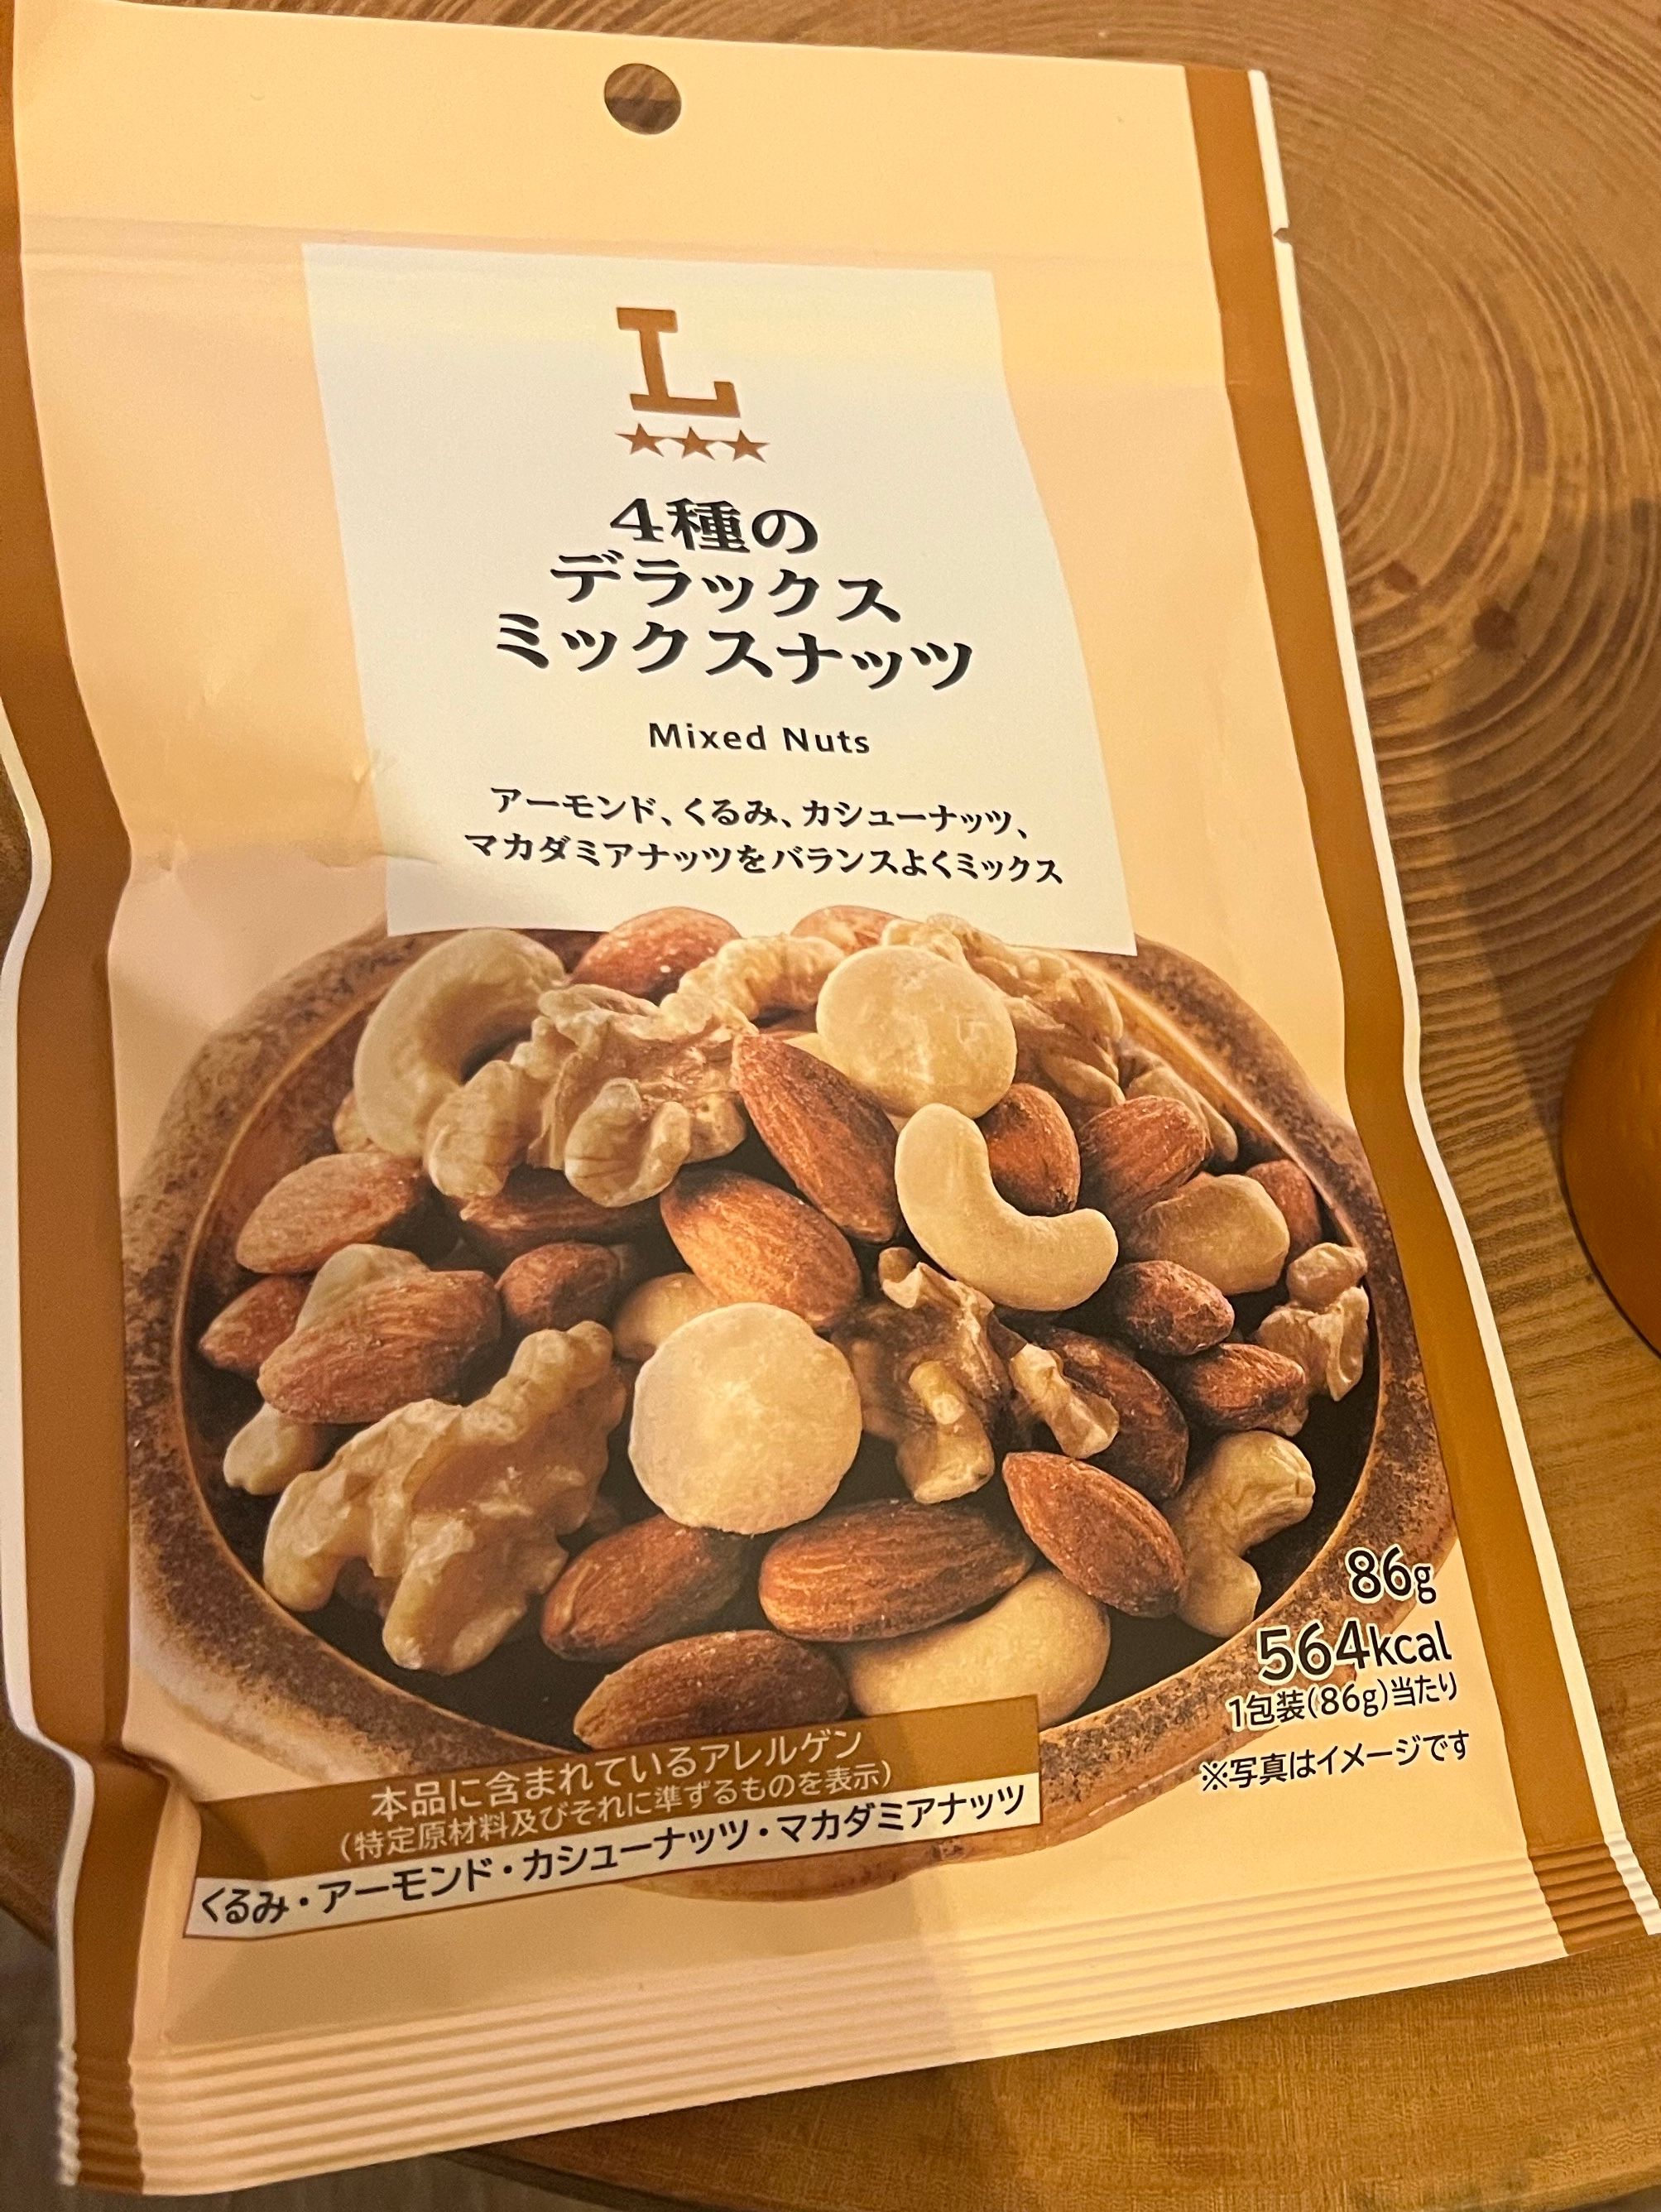 L
★★★
4種の
デラックス
ミックスナッツ
Mixed Nuts
アーモンド、くるみ、カシューナッツ、
マカダミアナッツをバランスよくミックス
86g
564kcal
1包装(86g)当たり
※写真はイメージです
本品に含まれているアレルゲン
(特定原材料及びそれに準ずるものを表示)
くるみ・アーモンド・カシューナッツ・マカダミアナッツ